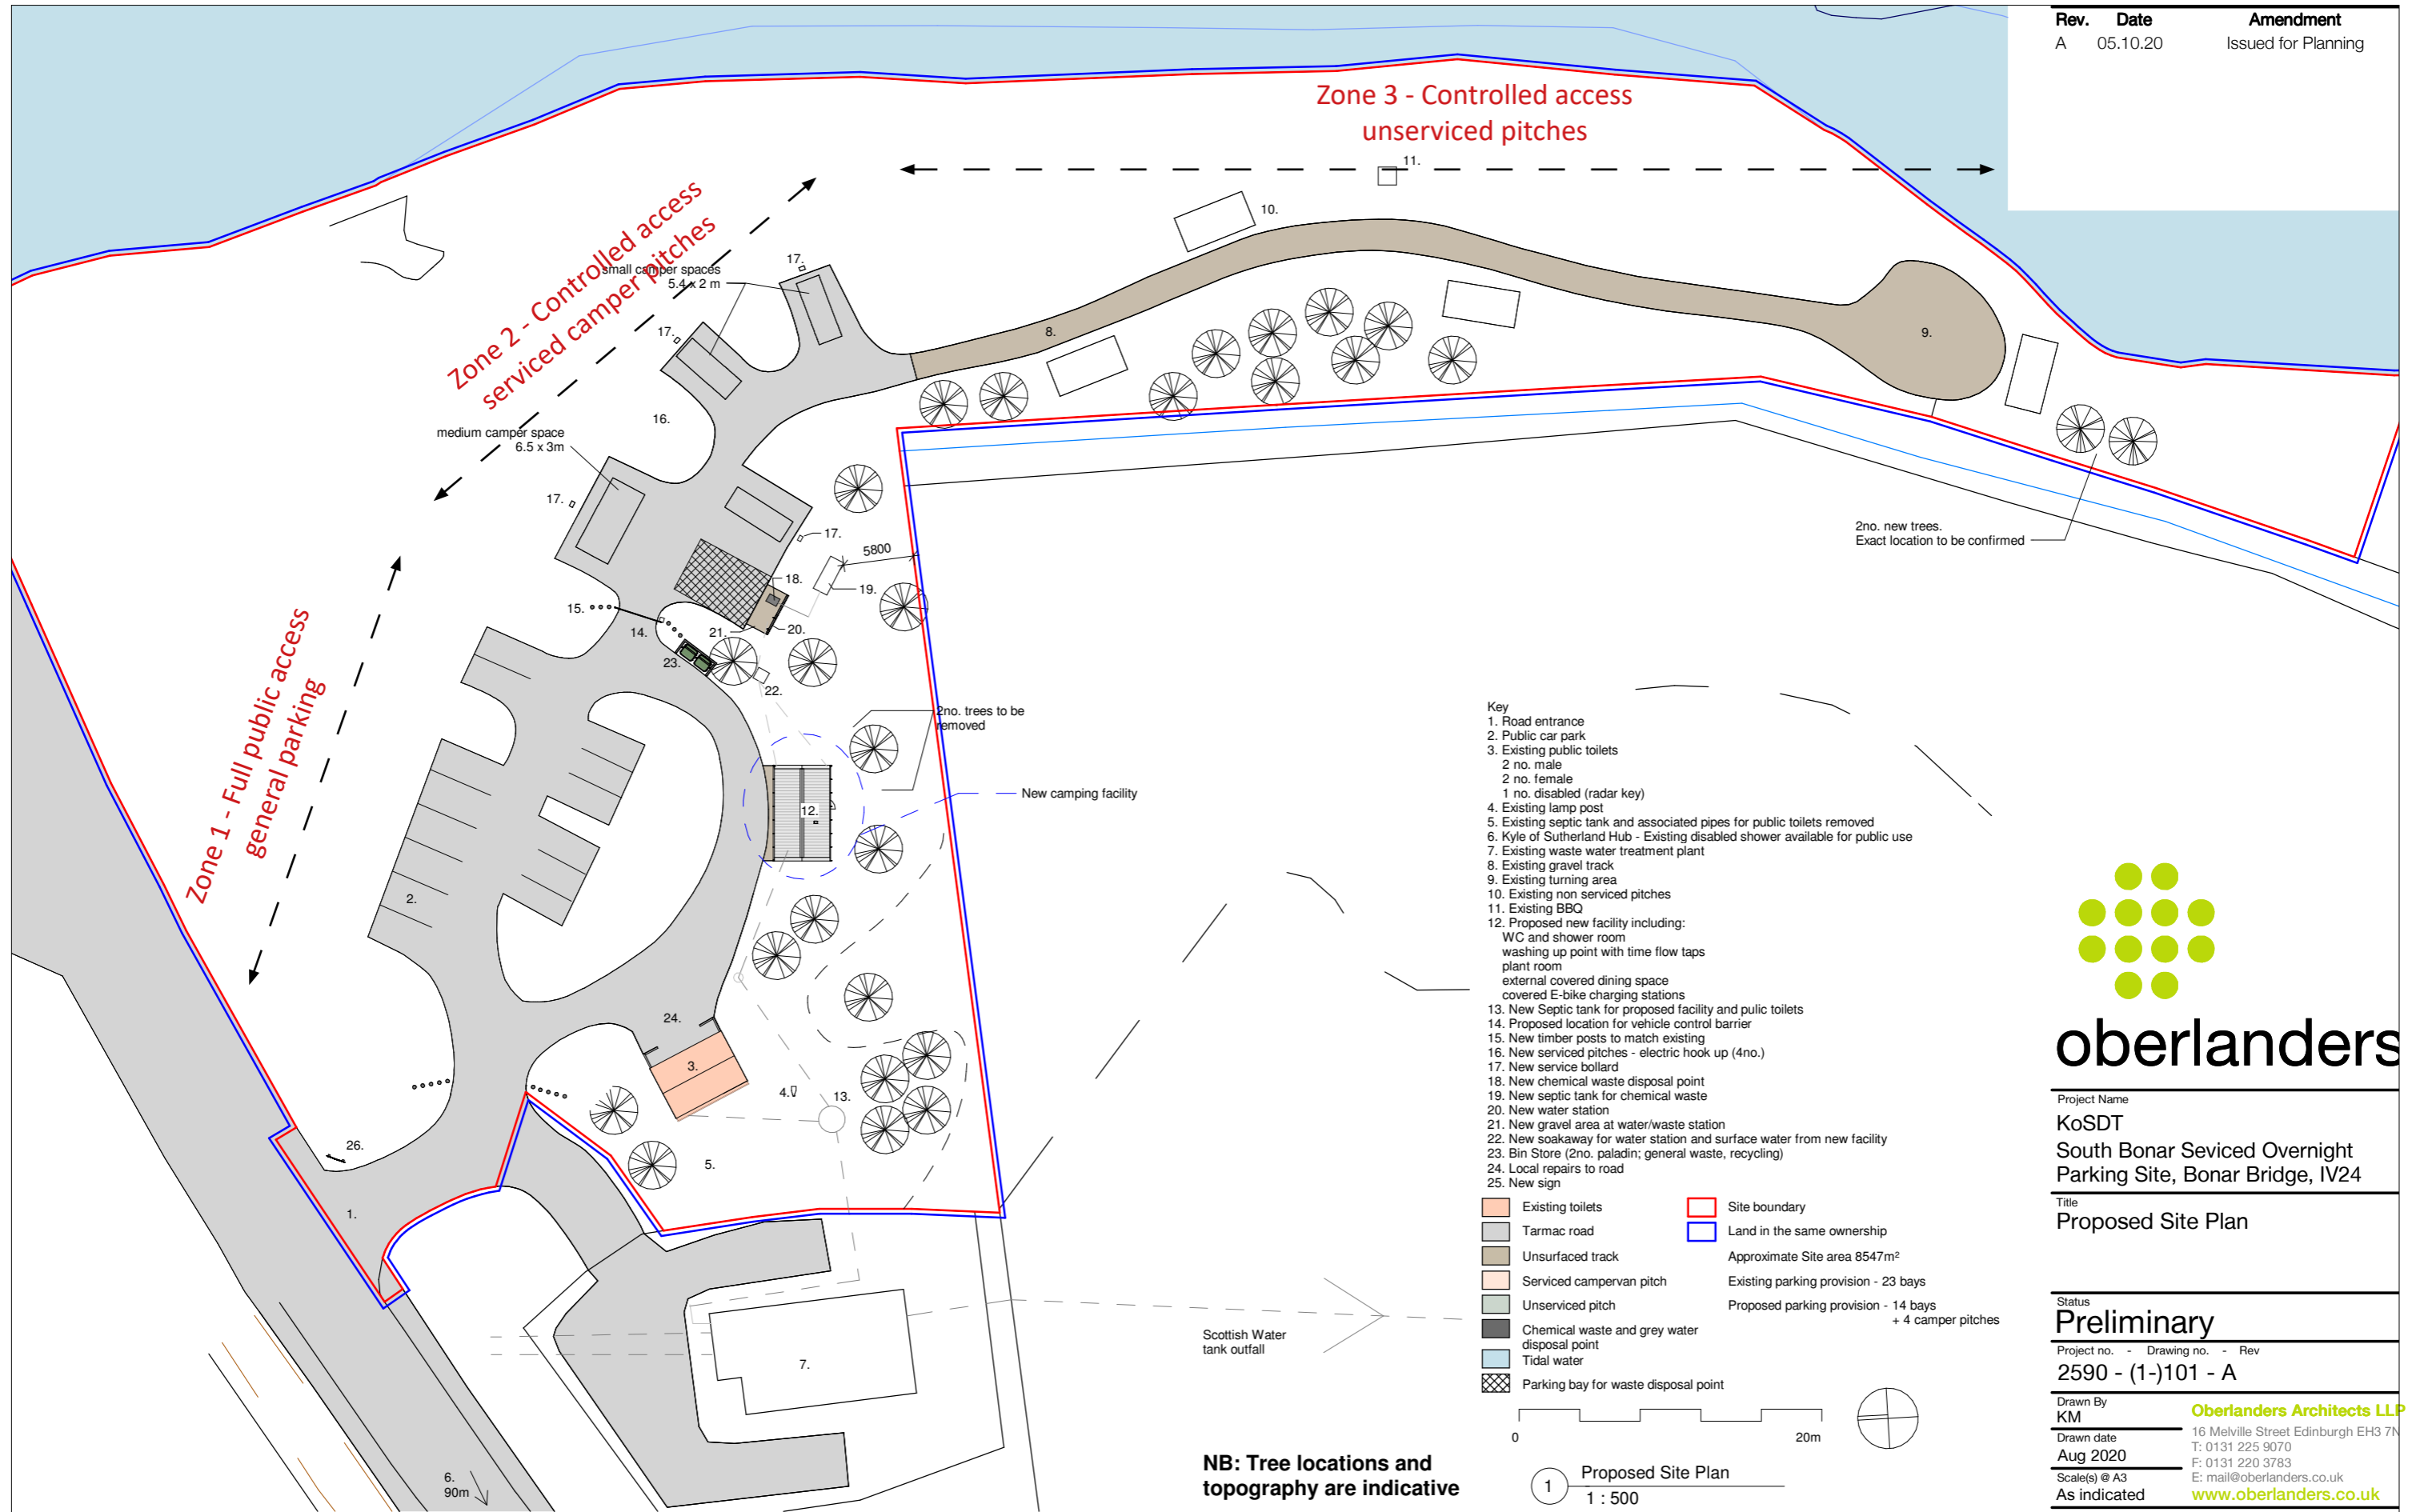 Rev. Date Amendment
A 05.10.20 Issued for Planning
Zone 3 - Controlled access
unserviced pitches
11.
10.
Zone 2 - Controlled access
serviced camper pitches
17.
small camper spaces
5.4 x 2 m
17.
8.
9.
16.
medium camper space
6.5 x 3m
17.
17.
5800
2no. new trees.
Exact location to be confirmed
18.
19.
15.
14.
21.
20.
23.
22.
Zone 1 - Full public access
general parking
2no. trees to be
removed
New camping facility
12.
2.
24.
3.
4.
13.
26.
5.
1.
7.
6.
90m
Scottish Water
tank outfall
NB: Tree locations and
topography are indicative
Key
1. Road entrance
2. Public car park
3. Existing public toilets
2 no. male
2 no. female
1 no. disabled (radar key)
4. Existing lamp post
5. Existing septic tank and associated pipes for public toilets removed
6. Kyle of Sutherland Hub - Existing disabled shower available for public use
7. Existing waste water treatment plant
8. Existing gravel track
9. Existing turning area
10. Existing non serviced pitches
11. Existing BBQ
12. Proposed new facility including:
WC and shower room
washing up point with time flow taps
plant room
external covered dining space
covered E-bike charging stations
13. New Septic tank for proposed facility and pulic toilets
14. Proposed location for vehicle control barrier
15. New timber posts to match existing
16. New serviced pitches - electric hook up (4no.)
17. New service bollard
18. New chemical waste disposal point
19. New septic tank for chemical waste
20. New water station
21. New gravel area at water/waste station
22. New soakaway for water station and surface water from new facility
23. Bin Store (2no. paladin; general waste, recycling)
24. Local repairs to road
25. New sign
Existing toilets
Tarmac road
Unsurfaced track
Serviced campervan pitch
Unserviced pitch
Chemical waste and grey water
disposal point
Tidal water
Parking bay for waste disposal point
Site boundary
Land in the same ownership
Approximate Site area 8547m²
Existing parking provision - 23 bays
Proposed parking provision - 14 bays
+ 4 camper pitches
0 20m
1 Proposed Site Plan
1 : 500
oberlanders
Project Name
KoSDT
South Bonar Seviced Overnight
Parking Site, Bonar Bridge, IV24
Title
Proposed Site Plan
Status
Preliminary
Project no. - Drawing no. - Rev
2590 - (1-)101 - A
Drawn By
KM
Drawn date
Aug 2020
Scale(s) @ A3
As indicated
Oberlanders Architects LLP
16 Melville Street Edinburgh EH3 7N
T: 0131 225 9070
F: 0131 220 3783
E: mail@oberlanders.co.uk
www.oberlanders.co.uk